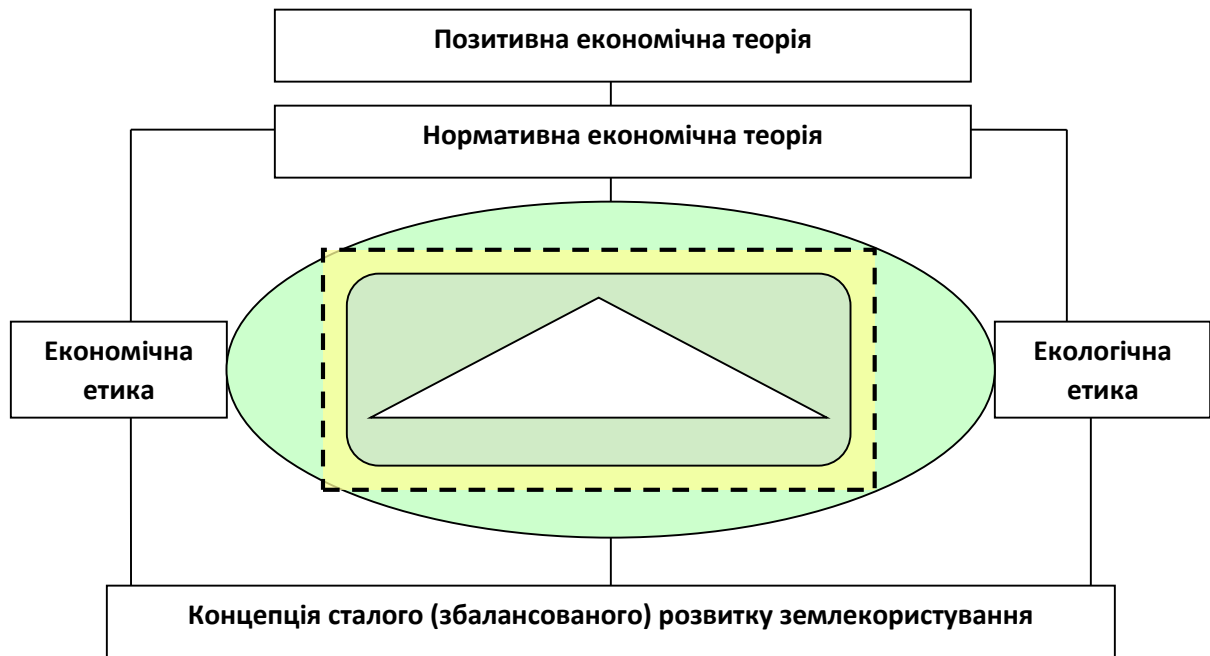 Позитивна економічна теорія
Нормативна економічна теорія
Економічна
етика
Екологічна
етика
Концепція сталого (збалансованого) розвитку землекористування